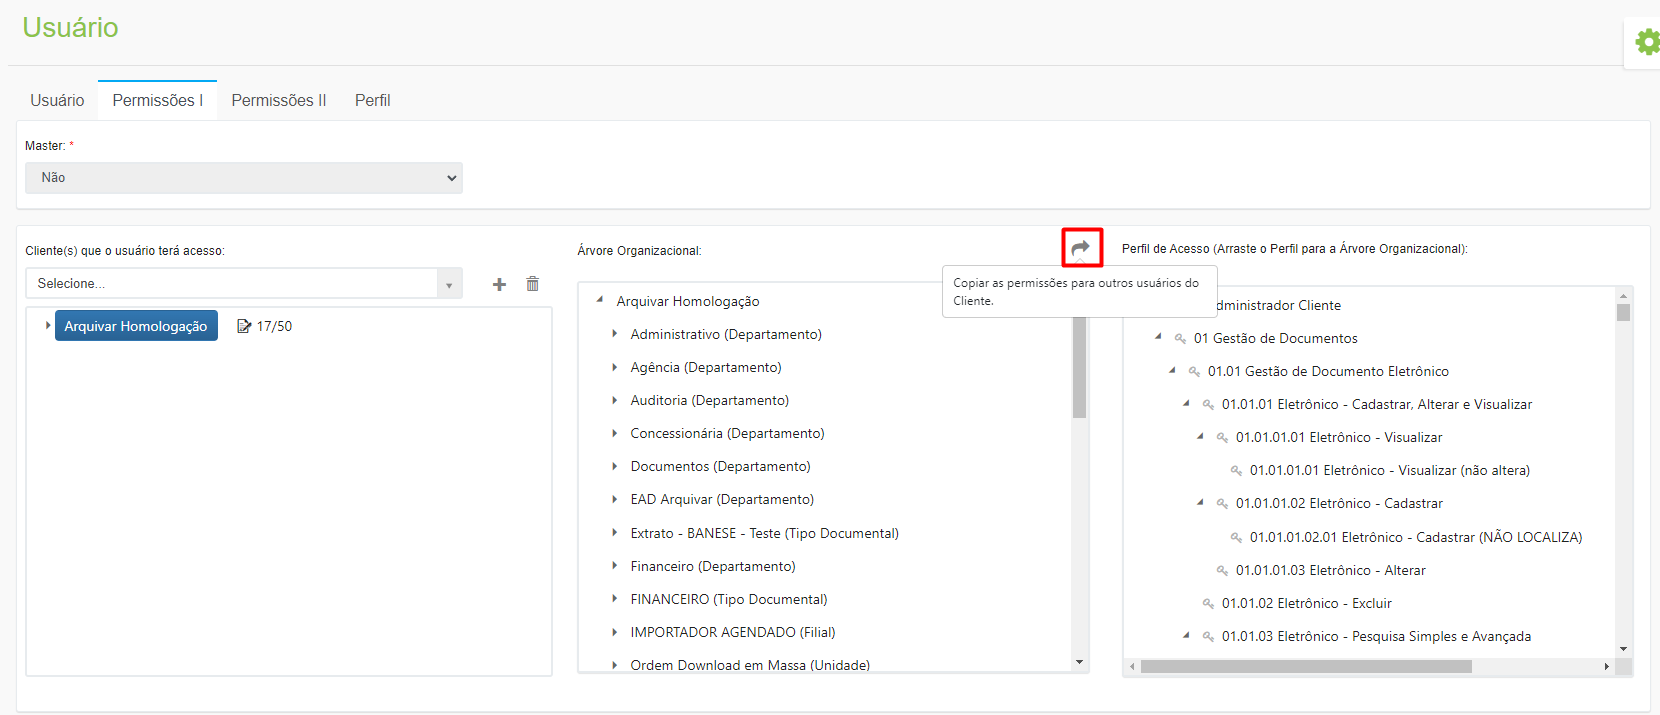 Usuário
Usuário
Permissões I
Permissões II
Perfil
Master: *
Não
Cliente(s) que o usuário terá acesso:
Selecione...
Arquivar Homologação
17/50
Árvore Organizacional:
Copiar as permissões para outros usuários do
Cliente.
Arquivar Homologação
Administrativo (Departamento)
Agência (Departamento)
Auditoria (Departamento)
Concessionária (Departamento)
Documentos (Departamento)
EAD Arquivar (Departamento)
Extrato - BANESE - Teste (Tipo Documental)
Financeiro (Departamento)
FINANCEIRO (Tipo Documental)
IMPORTADOR AGENDADO (Filial)
Ordem Download em Massa (Unidade)
Perfil de Acesso (Arraste o Perfil para a Árvore Organizacional):
dministrador Cliente
01 Gestão de Documentos
01.01 Gestão de Documento Eletrônico
01.01.01 Eletrônico - Cadastrar, Alterar e Visualizar
01.01.01.01 Eletrônico - Visualizar
01.01.01.01 Eletrônico - Visualizar (não altera)
01.01.01.02 Eletrônico - Cadastrar
01.01.01.02.01 Eletrônico - Cadastrar (NÃO LOCALIZA)
01.01.01.03 Eletrônico - Alterar
01.01.02 Eletrônico - Excluir
01.01.03 Eletrônico - Pesquisa Simples e Avançada